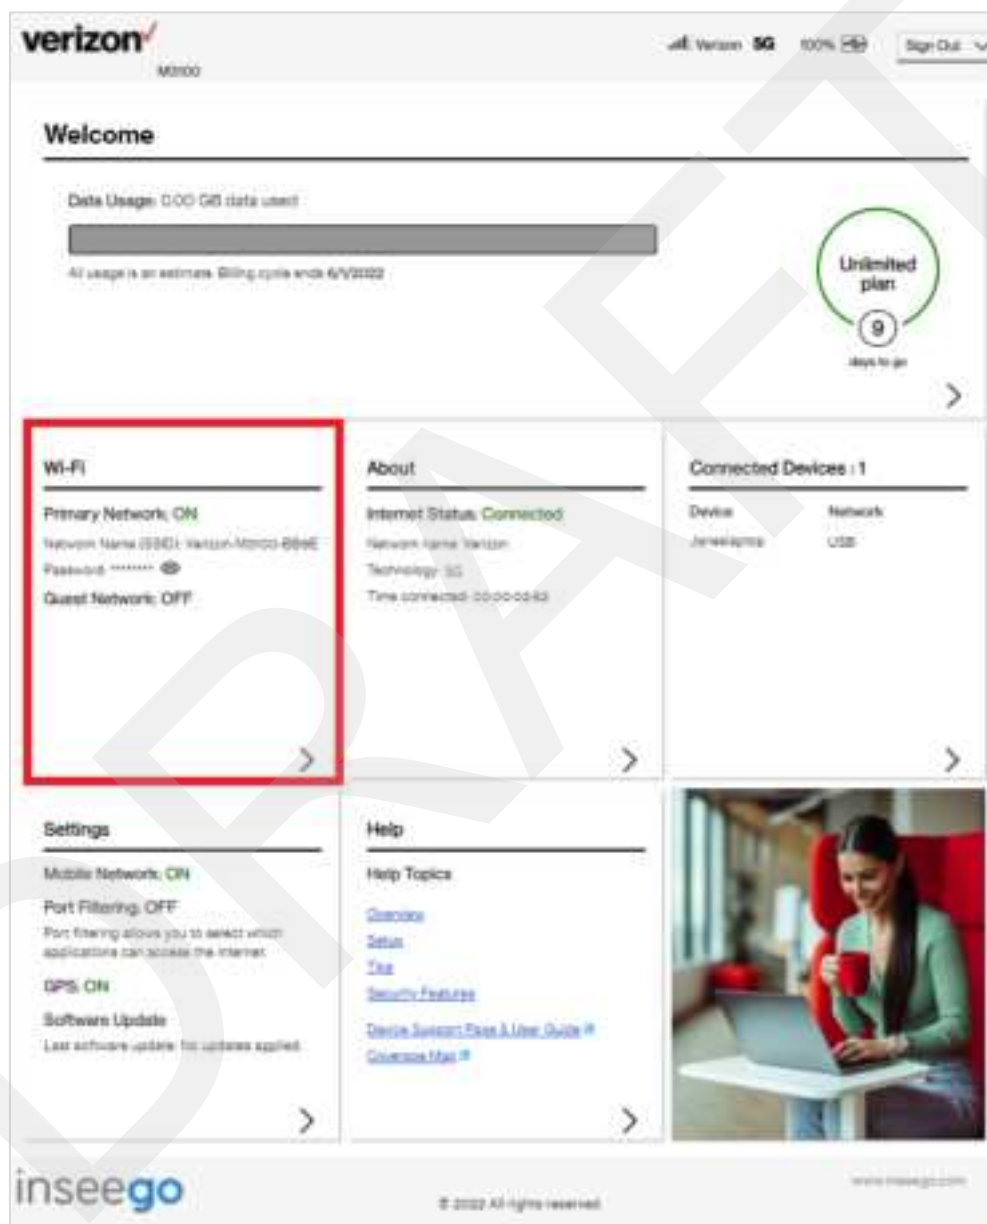 verizon
Verizon 5G 100% Sign Out
M3100
Welcome
Data Usage: 0.00 GB data used
All usage is an estimate. Billing cycle ends 6/1/2022
Unlimited
plan
9
days to go
Wi-Fi
Primary Network: ON
Network Name (SSID): Verizon-M3100-
Password: ********
Guest Network: OFF
About
Internet Status: Connected
Network name: Verizon
Technology: 5G
Time connected:
Connected Devices : 1
Device Network
Janeslaptop USB
Settings
Mobile Network: ON
Port Filtering: OFF
Port filtering allows you to select which
applications can access the internet.
GPS: ON
Software Update
Last software update: No updates applied.
Help
Help Topics
Overview
Setup
Tips
Security Features
Device Support Page & User Guide
Coverage Map
inseego
© 2022 All rights reserved.
www.inseego.com
DRAFT